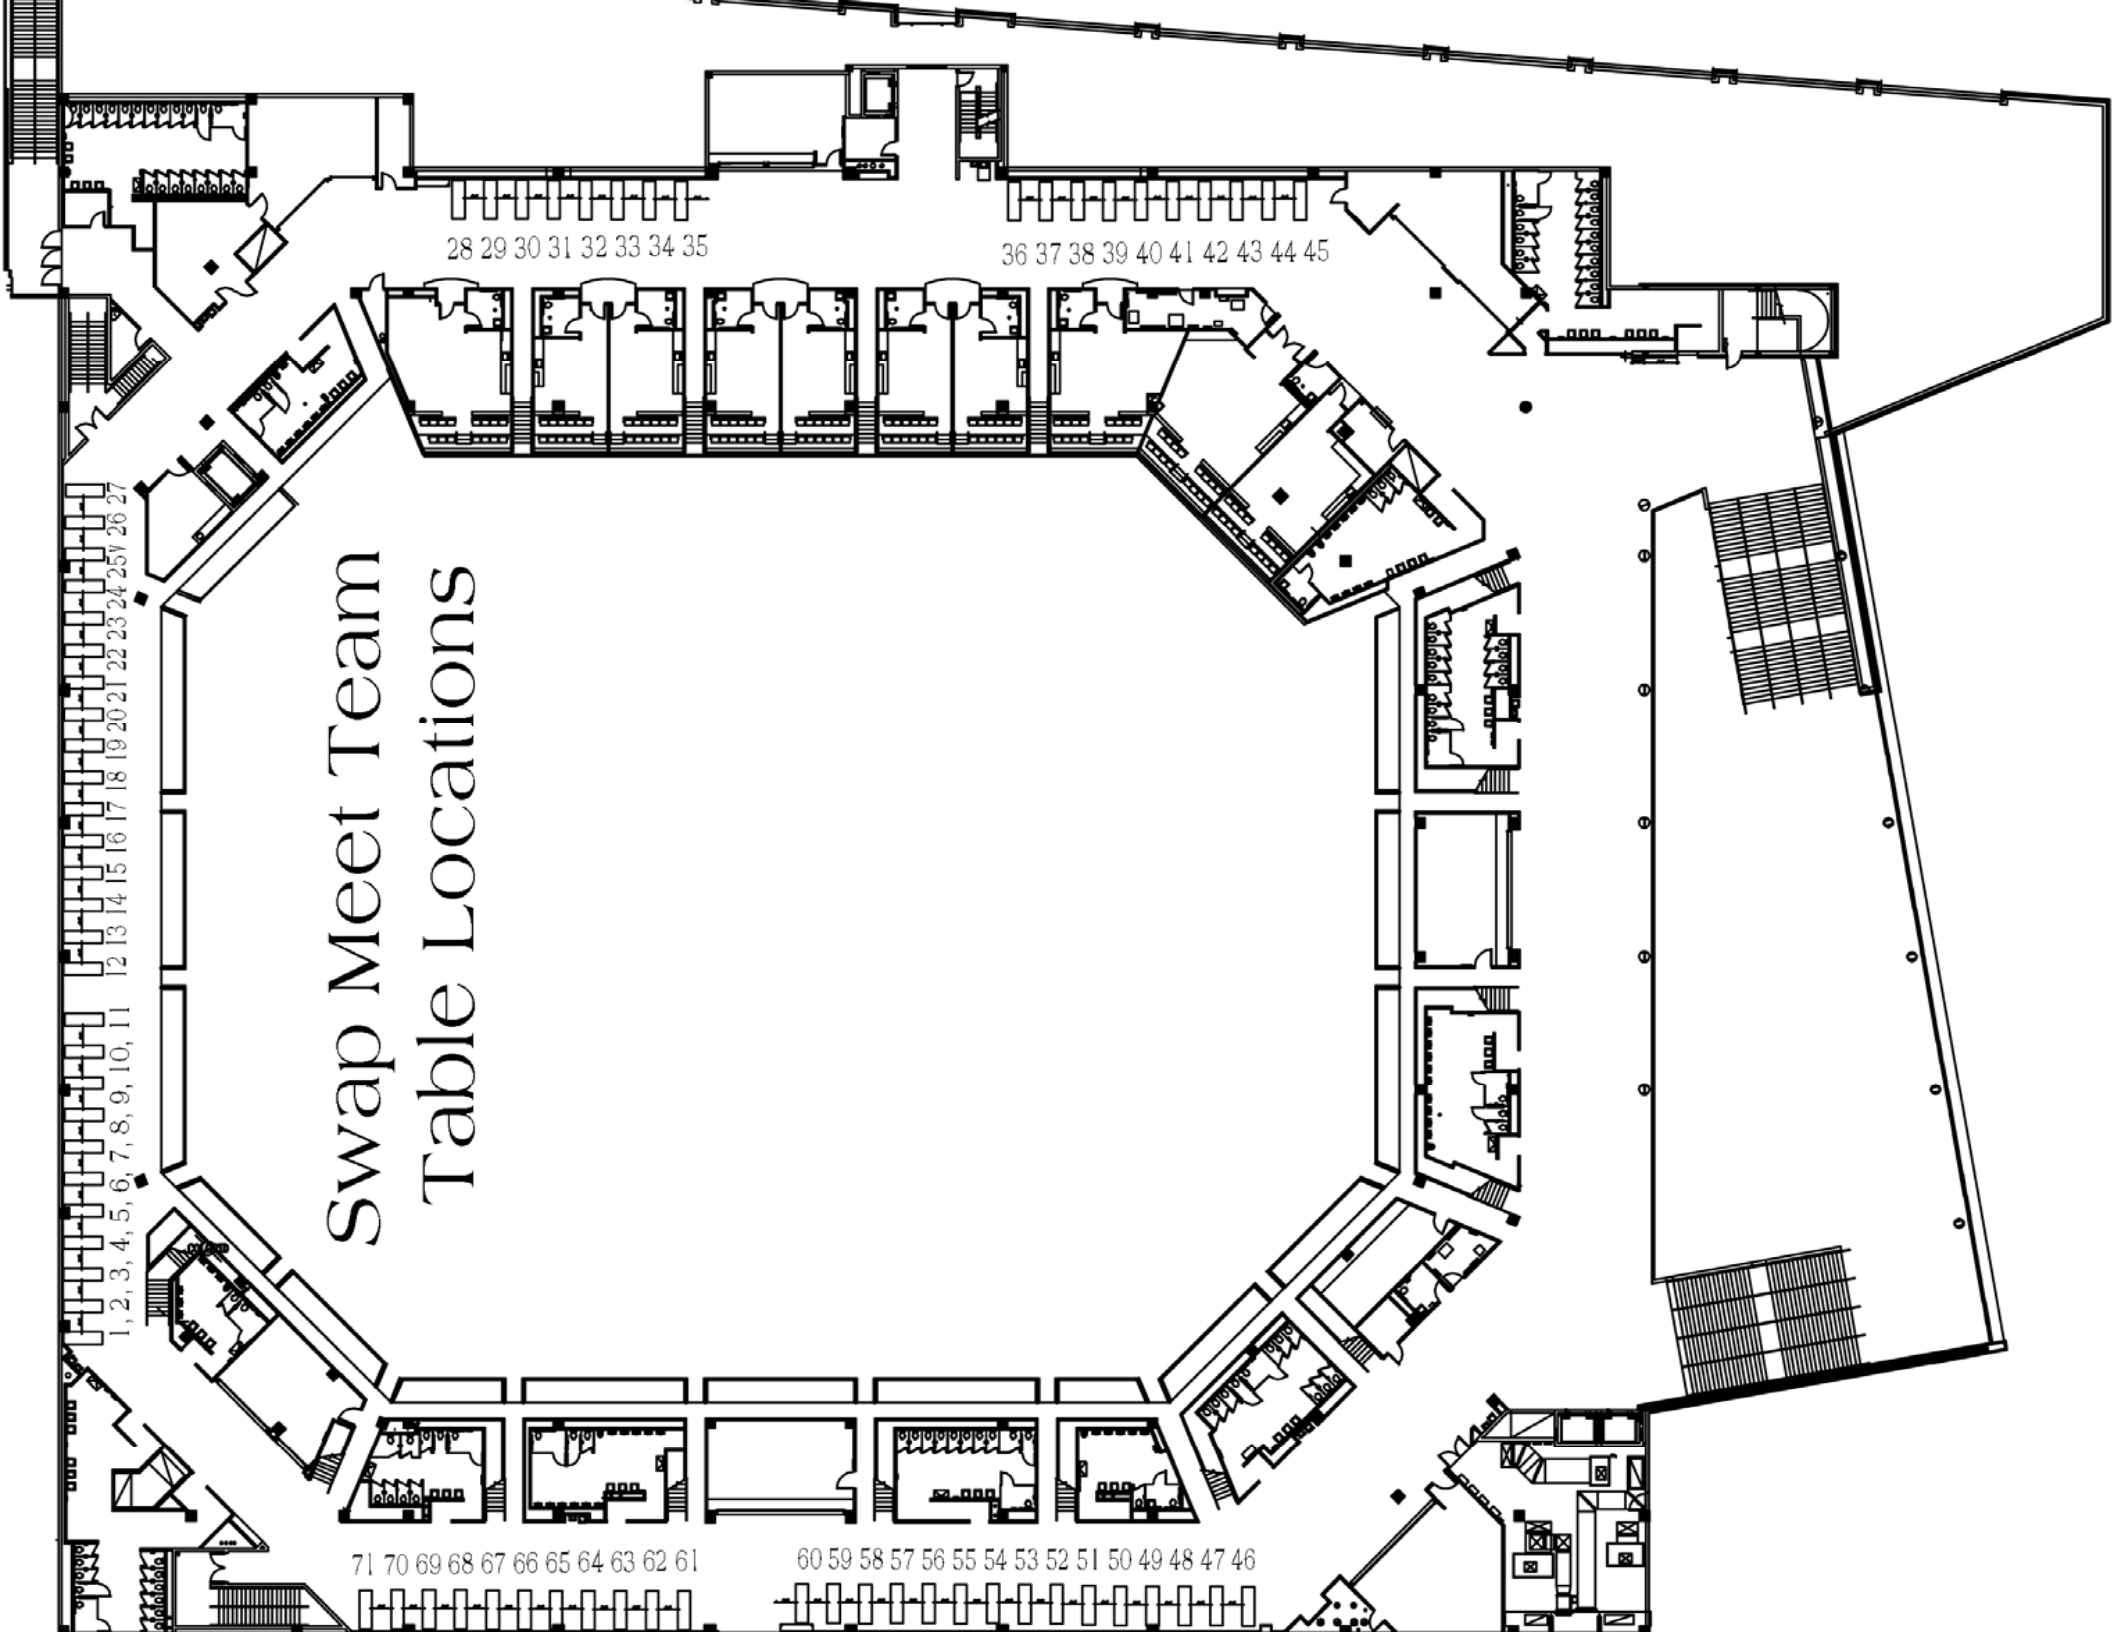 Swap Meet Team
Table Locations
28 29 30 31 32 33 34 35
36 37 38 39 40 41 42 43 44 45
12 13 14 15 16 17 18 19 20 21 22 23 24 25V 26 27
1, 2, 3, 4, 5, 6, 7, 8, 9, 10, 11
71 70 69 68 67 66 65 64 63 62 61
60 59 58 57 56 55 54 53 52 51 50 49 48 47 46